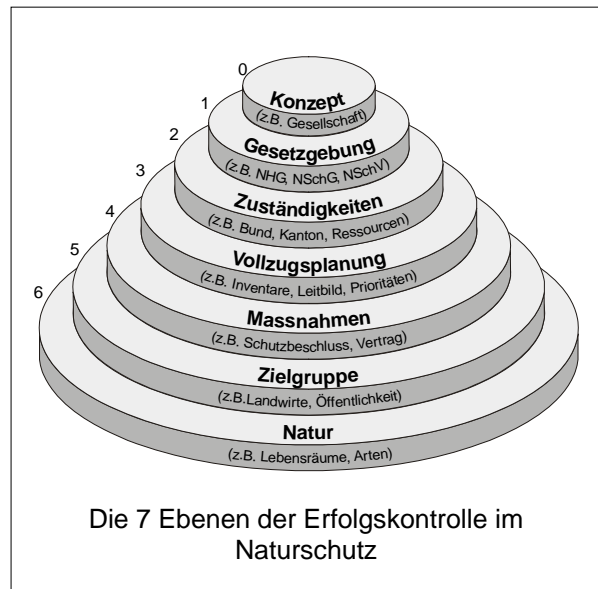 0
Konzept
(z.B. Gesellschaft)
1
Gesetzgebung
(z.B. NHG, NSchG, NSchV)
2
Zuständigkeiten
(z.B. Bund, Kanton, Ressourcen)
3
Vollzugsplanung
(z.B. Inventare, Leitbild, Prioritäten)
4
Massnahmen
(z.B. Schutzbeschluss, Vertrag)
5
Zielgruppe
(z.B.Landwirte, Öffentlichkeit)
6
Natur
(z.B. Lebensräume, Arten)
Die 7 Ebenen der Erfolgskontrolle im
Naturschutz